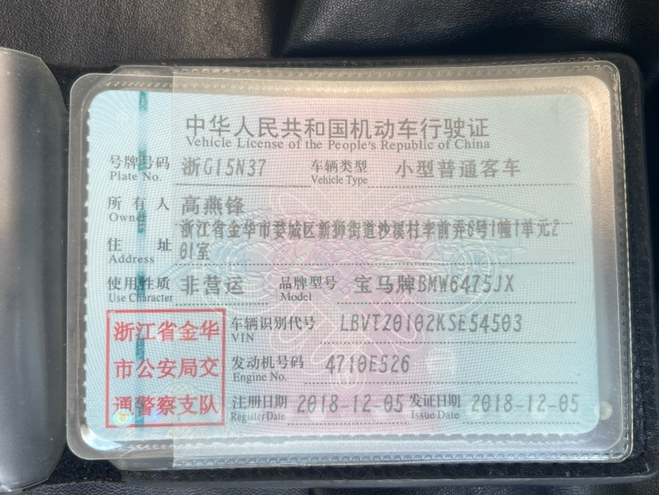 中华人民共和国机动车行驶证
Vehicle License of the People's Republic of China
号牌号码 浙G15N37 车辆类型 小型普通客车
Plate No. Vehicle Type
所有人 高燕锋
Owner
浙江省金华市婺城区新狮街道沙溪村李前弄6号1幢1单元2
住址 01室
Address
使用性质 非营运 品牌型号 宝马牌BMW6475JX
Use Character Model
浙江省金华 车辆识别代号 LBVTZ0102KSE54503
VIN
市公安局交 发动机号码 4710ES26
Engine No.
通警察支队 注册日期 2018-12-05 发证日期 2018-12-05
Register Date Issue Date